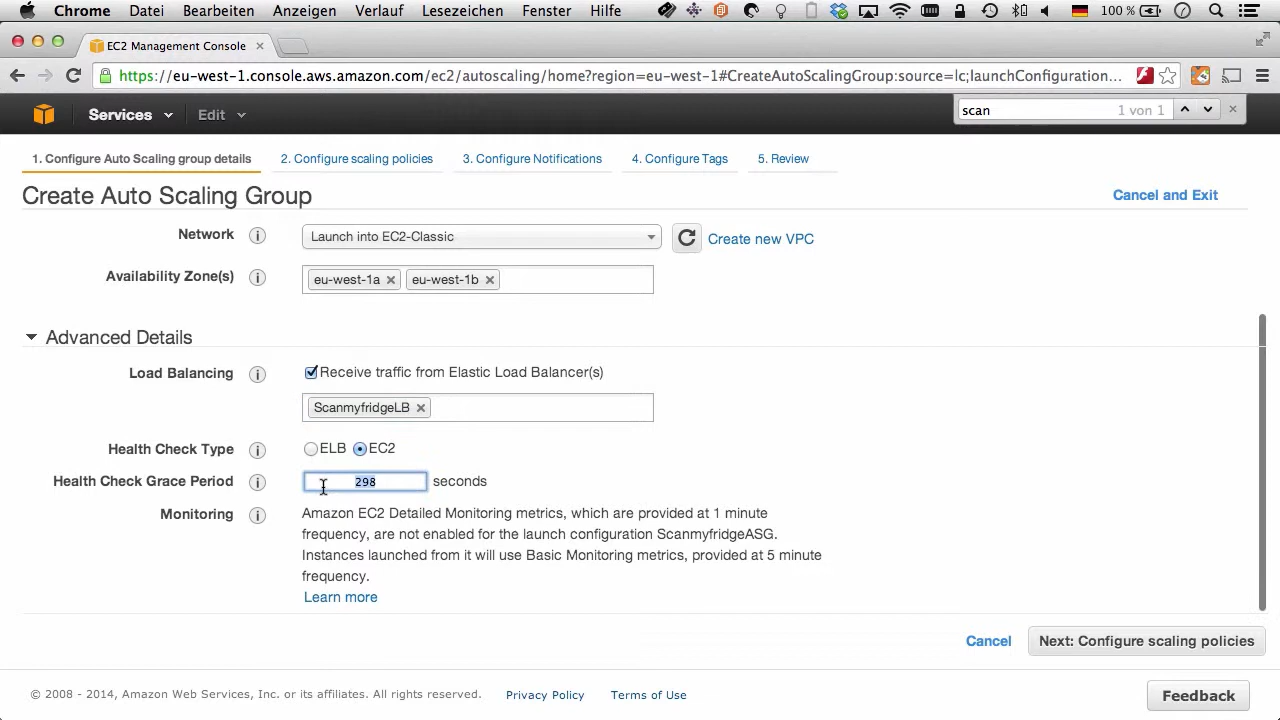 Chrome Datei Bearbeiten Anzeigen Verlauf Lesezeichen Fenster Hilfe 100 %
EC2 Management Console
https://eu-west-1.console.aws.amazon.com/ec2/autoscaling/home?region=eu-west-1#CreateAutoScalingGroup:source=lc;launchConfiguration...
Services Edit
scan 1 von 1
1. Configure Auto Scaling group details 2. Configure scaling policies 3. Configure Notifications 4. Configure Tags 5. Review
Create Auto Scaling Group Cancel and Exit
Network Launch into EC2-Classic Create new VPC
Availability Zone(s) eu-west-1a eu-west-1b
Advanced Details
Load Balancing Receive traffic from Elastic Load Balancer(s)
ScanmyfridgeLB
Health Check Type ELB EC2
Health Check Grace Period 298 seconds
Monitoring Amazon EC2 Detailed Monitoring metrics, which are provided at 1 minute
frequency, are not enabled for the launch configuration ScanmyfridgeASG.
Instances launched from it will use Basic Monitoring metrics, provided at 5 minute
frequency.
Learn more
Cancel Next: Configure scaling policies
© 2008 - 2014, Amazon Web Services, Inc. or its affiliates. All rights reserved. Privacy Policy Terms of Use Feedback